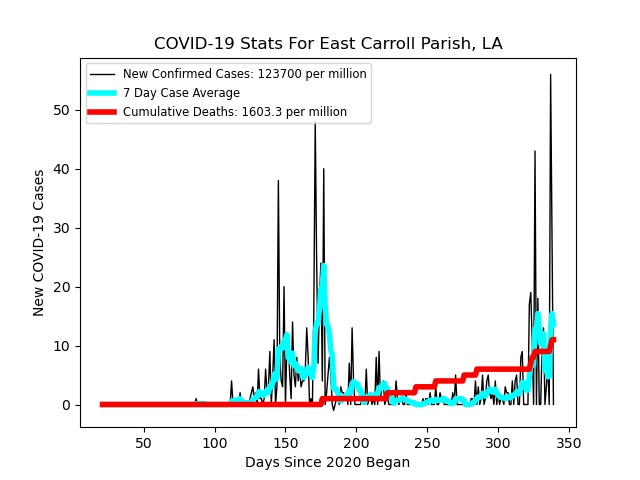 COVID-19 Stats For East Carroll Parish, LA
New Confirmed Cases: 123700 per million
7 Day Case Average
Cumulative Deaths: 1603.3 per million
New COVID-19 Cases
50
40
30
20
10
0
50 100 150 200 250 300 350
Days Since 2020 Began